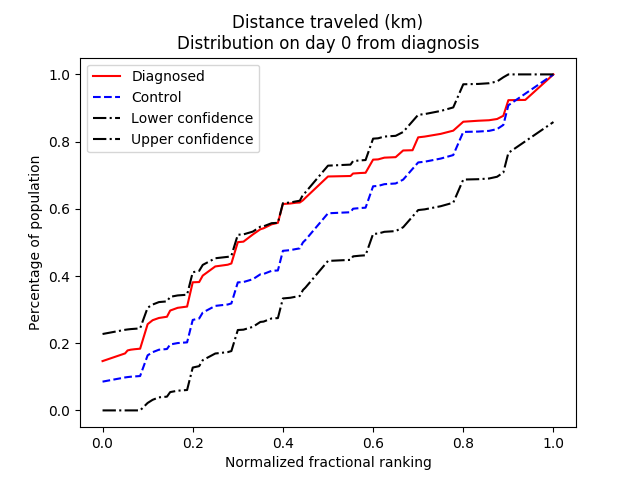 Distance traveled (km)
Distribution on day 0 from diagnosis
Diagnosed
Control
Lower confidence
Upper confidence
Percentage of population
1.0
0.8
0.6
0.4
0.2
0.0
0.0 0.2 0.4 0.6 0.8 1.0
Normalized fractional ranking